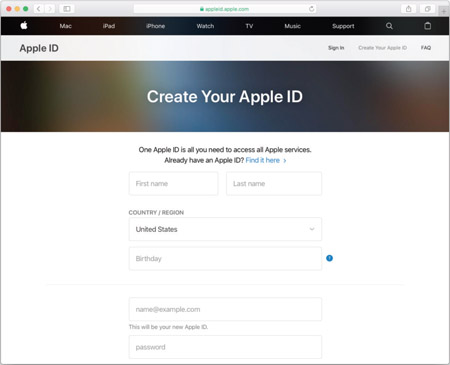 appleid.apple.com
Mac iPad iPhone Watch TV Music Support
Apple ID
Sign In Create Your Apple ID FAQ
Create Your Apple ID
One Apple ID is all you need to access all Apple services.
Already have an Apple ID? Find it here >
First name Last name
COUNTRY / REGION
United States
Birthday ?
name@example.com
This will be your new Apple ID.
password